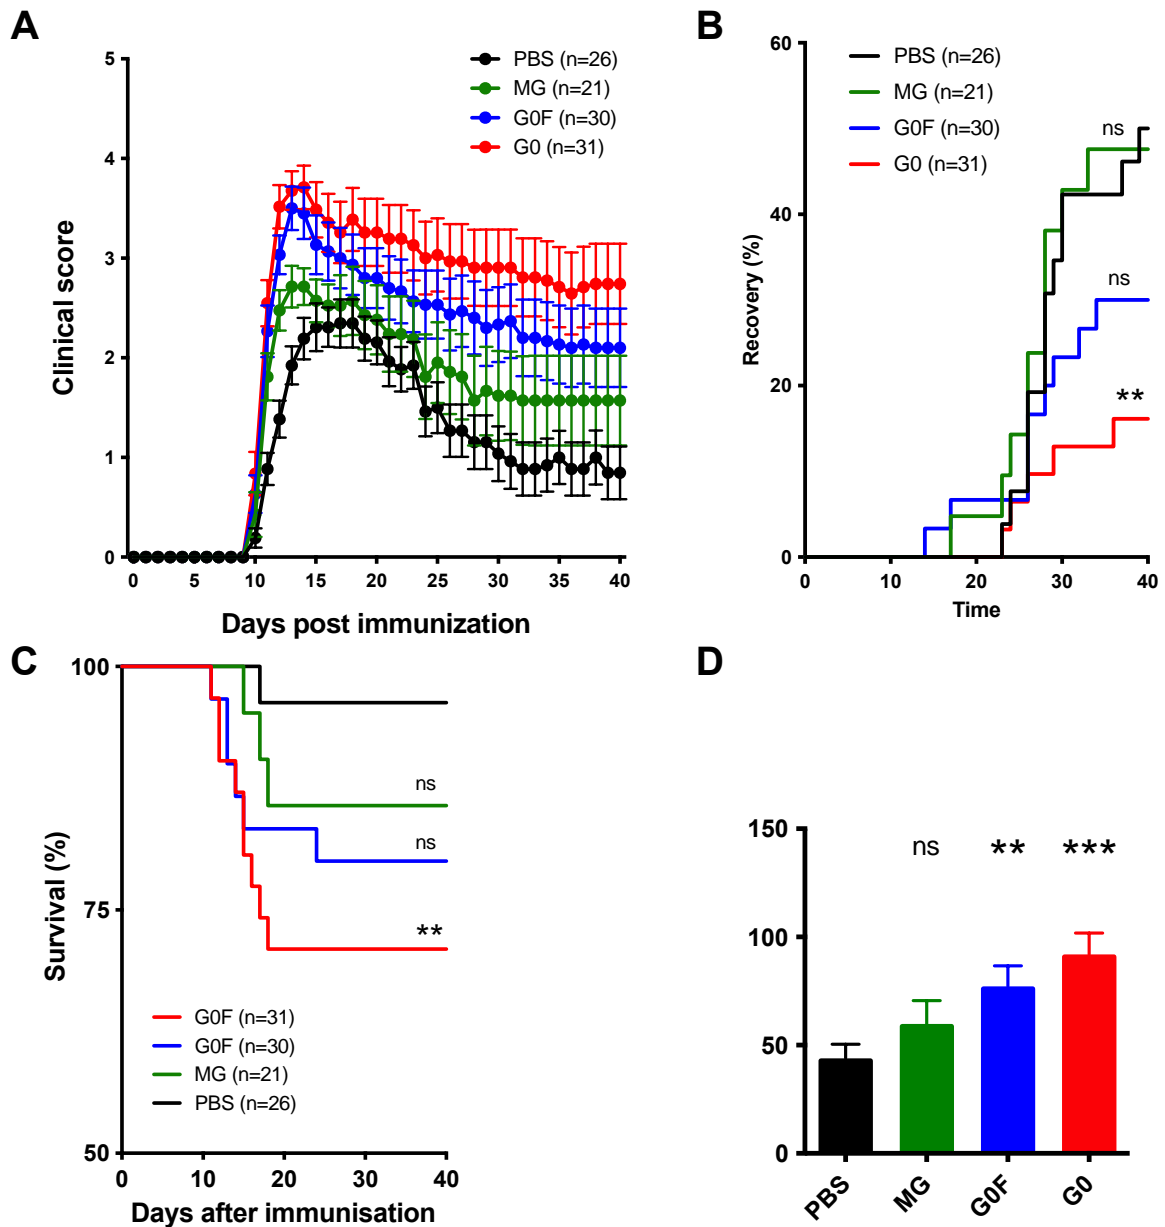 A
Clinical score
5
4
3
2
1
0
PBS (n=26)
MG (n=21)
G0F (n=30)
G0 (n=31)
0 5 10 15 20 25 30 35 40
Days post immunization
B
Recovery (%)
60
40
20
0
PBS (n=26)
MG (n=21)
G0F (n=30)
G0 (n=31)
ns
ns
**
0 10 20 30 40
Time
C
Survival (%)
100
75
50
ns
ns
**
G0F (n=31)
G0F (n=30)
MG (n=21)
PBS (n=26)
0 10 20 30 40
Days after immunisation
D
150
100
50
0
ns ** ***
PBS MG G0F G0